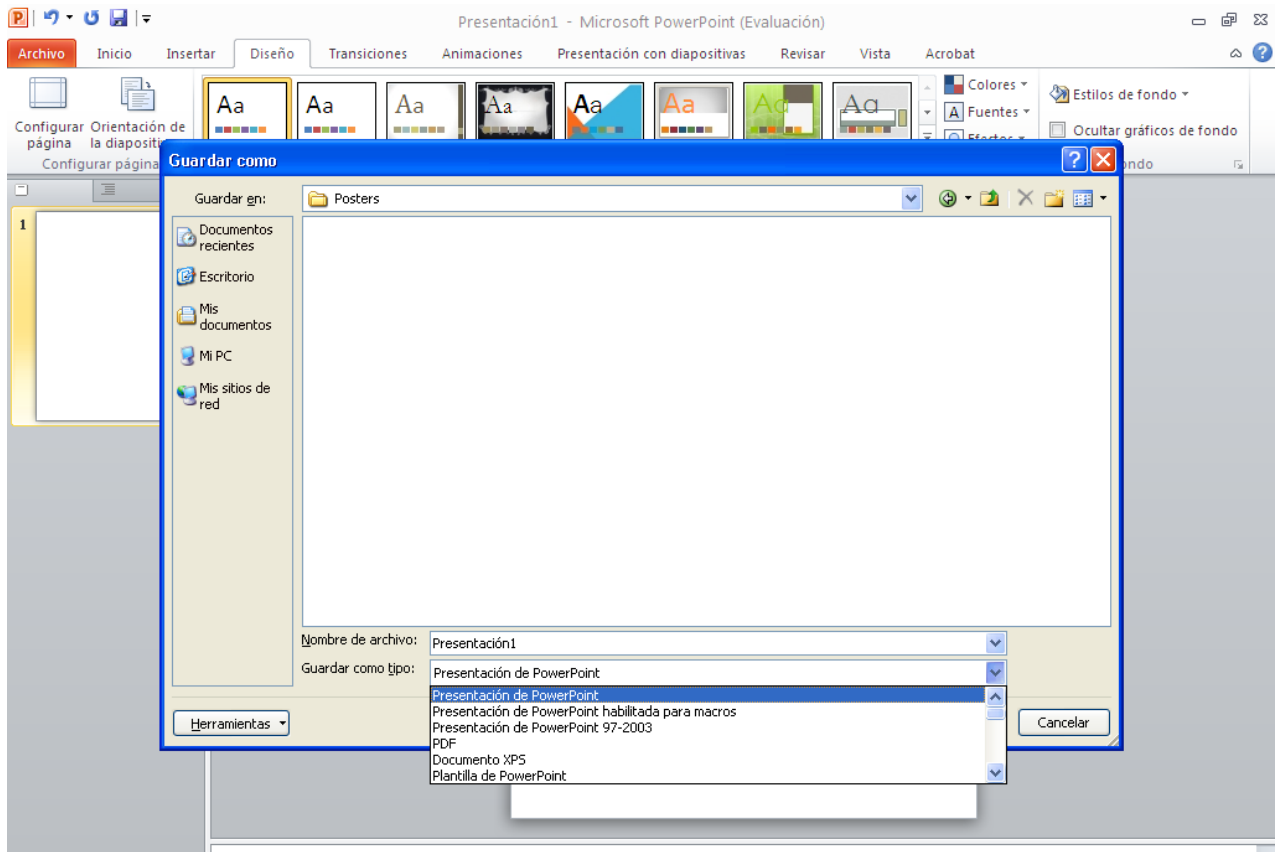 Presentación1 - Microsoft PowerPoint (Evaluación)
Archivo Inicio Insertar Diseño Transiciones Animaciones Presentación con diapositivas Revisar Vista Acrobat
Configurar página
Orientación de la diapositi
Aa Aa Aa Aa Aa Aa Aa Aa
Colores
Fuentes
Efectos
Estilos de fondo
Ocultar gráficos de fondo
Configurar página
ondo
Guardar como
Guardar en: Posters
1
Documentos
recientes
Escritorio
Mis
documentos
Mi PC
Mis sitios de
red
Nombre de archivo: Presentación1
Guardar como tipo: Presentación de PowerPoint
Presentación de PowerPoint
Presentación de PowerPoint habilitada para macros
Presentación de PowerPoint 97-2003
PDF
Documento XPS
Plantilla de PowerPoint
Herramientas
Cancelar